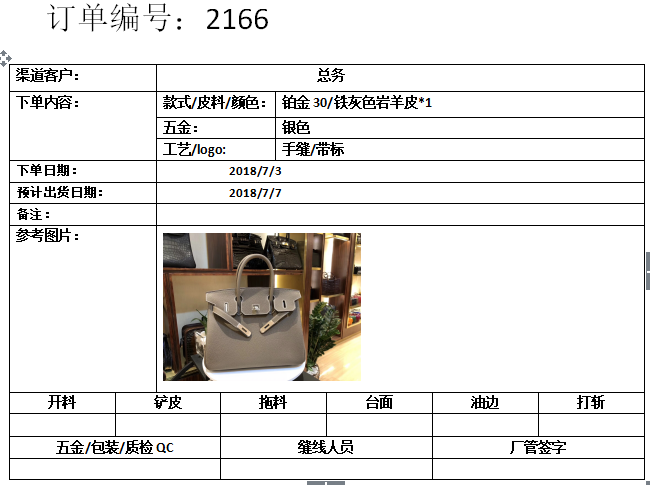 订单编号：2166
渠道客户： 总务
下单内容： 款式/皮料/颜色： 铂金 30/铁灰色岩羊皮*1
五金： 银色
工艺/logo: 手缝/带标
下单日期： 2018/7/3
预计出货日期： 2018/7/7
备注：
参考图片：
开料 铲皮 拖料 台面 油边 打斩
五金/包装/质检 QC 缝线人员 厂管签字